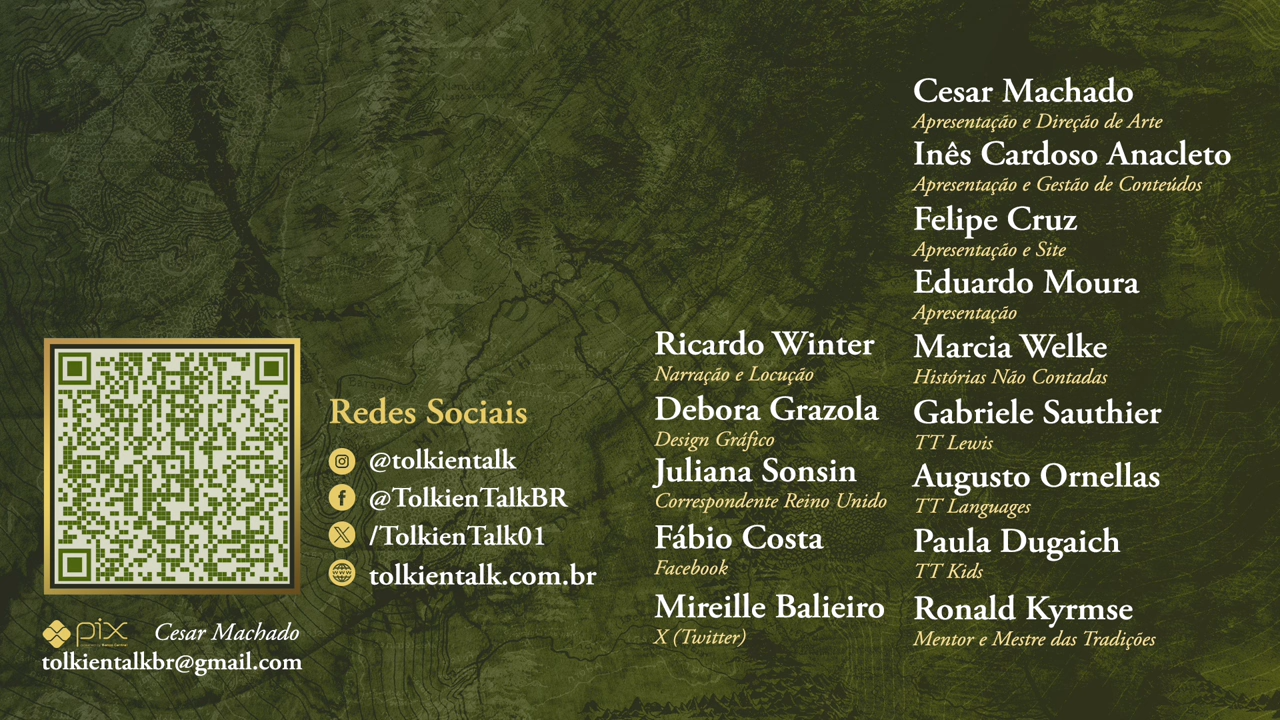 Cesar Machado
Apresentação e Direção de Arte
Inês Cardoso Anacleto
Apresentação e Gestão de Conteúdos
Felipe Cruz
Apresentação e Site
Eduardo Moura
Apresentação
Marcia Welke
Histórias Não Contadas
Gabriele Sauthier
TT Lewis
Augusto Ornellas
TT Languages
Paula Dugaich
TT Kids
Ronald Kyrmse
Mentor e Mestre das Tradições
Ricardo Winter
Narração e Locução
Debora Grazola
Design Gráfico
Juliana Sonsin
Correspondente Reino Unido
Fábio Costa
Facebook
Mireille Balieiro
X (Twitter)
Redes Sociais
@tolkientalk
@TolkienTalkBR
/TolkienTalk01
tolkientalk.com.br
pix
Cesar Machado
tolkientalkbr@gmail.com